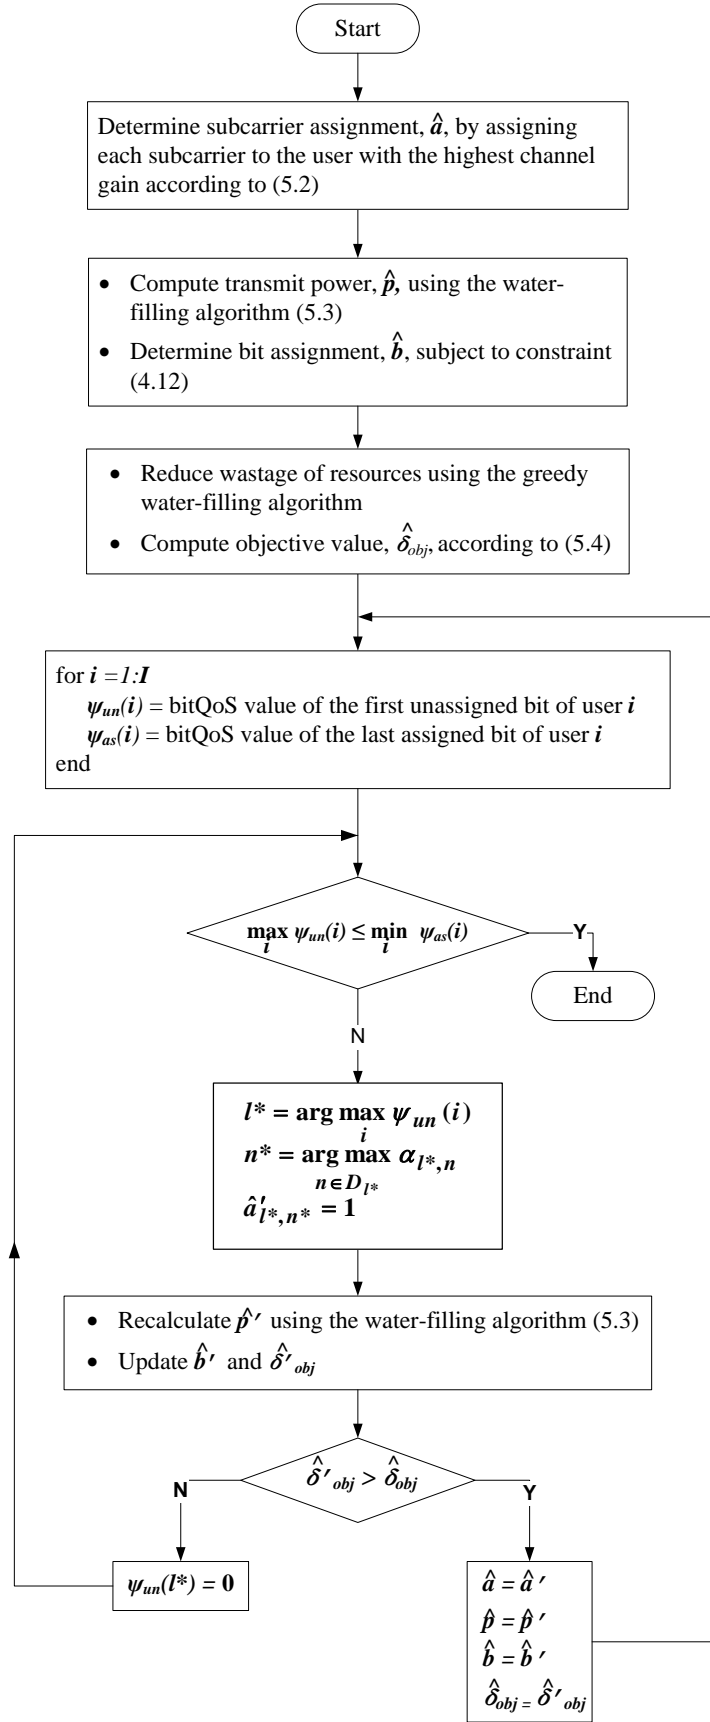 Start
Determine subcarrier assignment, â, by assigning
each subcarrier to the user with the highest channel
gain according to (5.2)
• Compute transmit power, p̂, using the water-
filling algorithm (5.3)
• Determine bit assignment, b̂, subject to constraint
(4.12)
• Reduce wastage of resources using the greedy
water-filling algorithm
• Compute objective value, δ̂obj, according to (5.4)
for i =1:I
ψun(i) = bitQoS value of the first unassigned bit of user i
ψas(i) = bitQoS value of the last assigned bit of user i
end
max ψun(i) ≤ min ψas(i)
i i
Y
End
N
l* = arg max ψun (i)
i
n* = arg max αl*,n
n∈Dl*
â′l*,n* = 1
• Recalculate p̂′ using the water-filling algorithm (5.3)
• Update b̂′ and δ̂′obj
δ̂′obj > δ̂obj
N
Y
ψun(l*) = 0
â = â′
p̂ = p̂′
b̂ = b̂′
δ̂obj = δ̂′obj